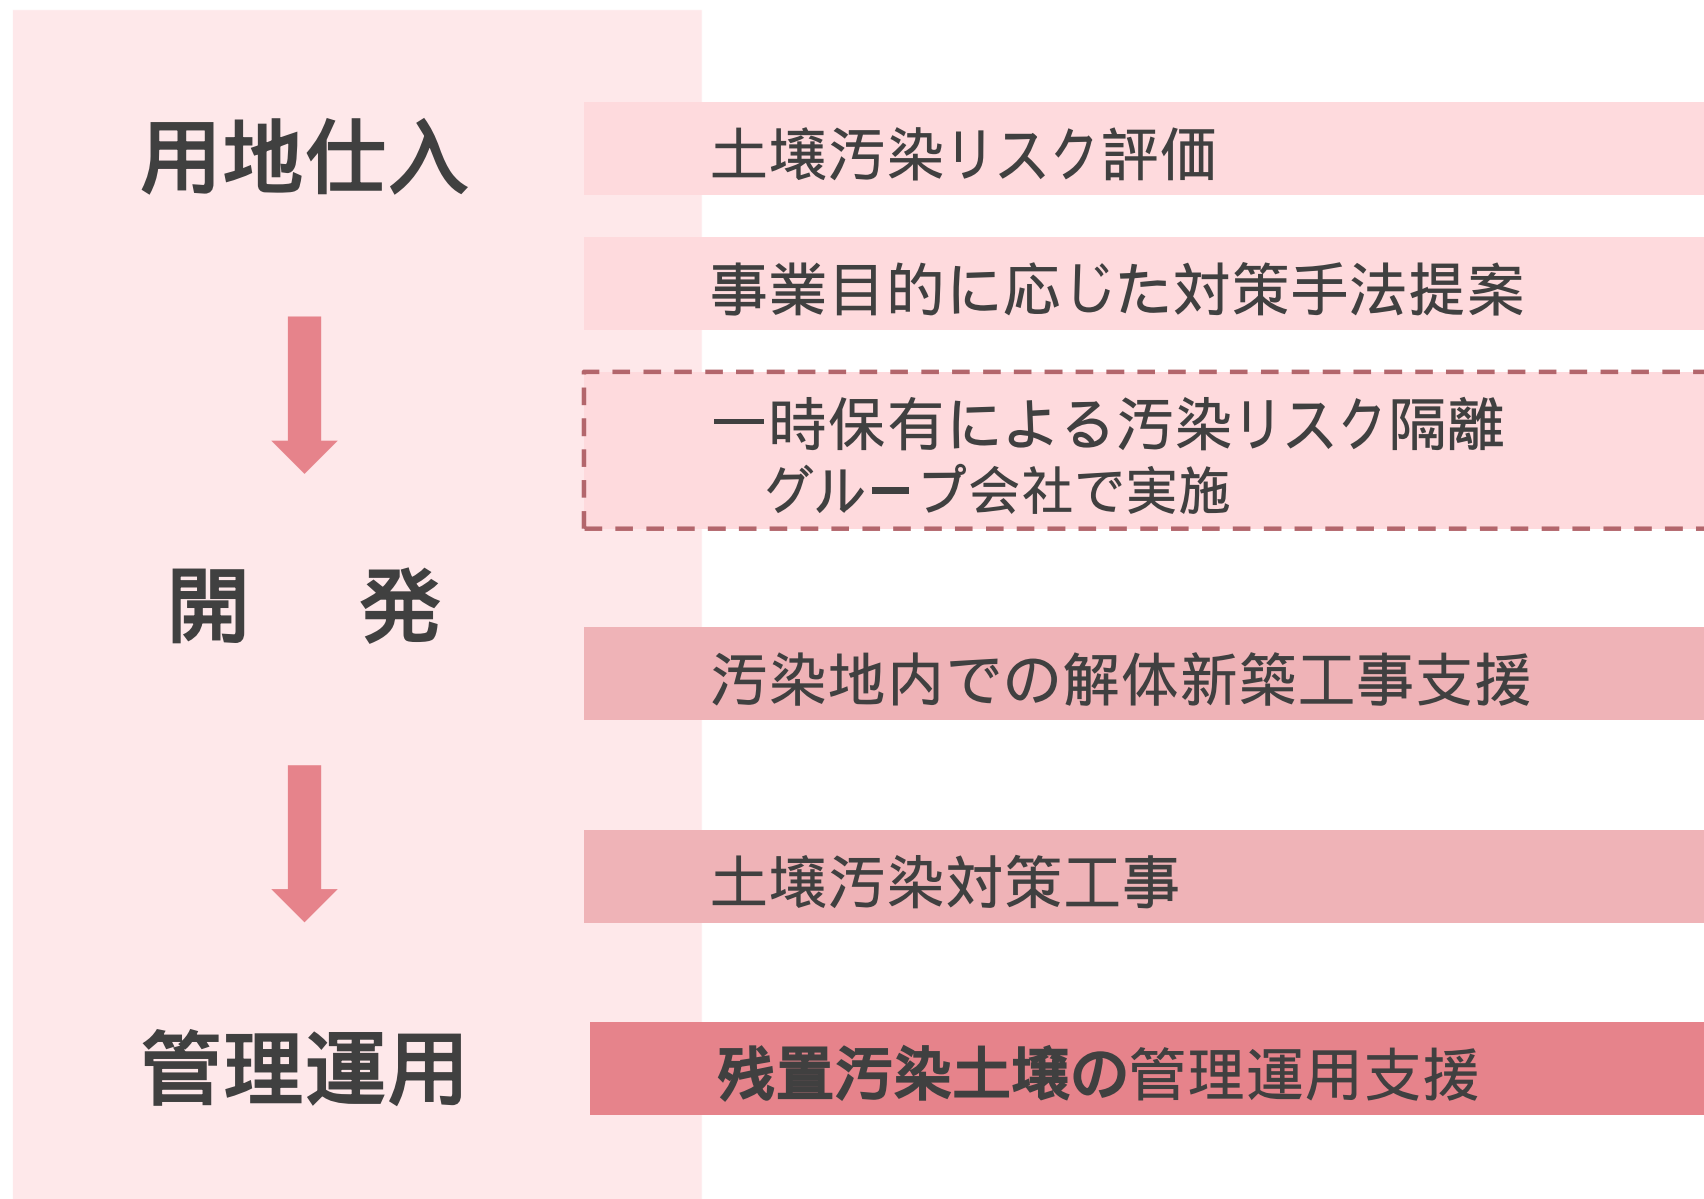 用地仕入
土壌汚染リスク評価
事業目的に応じた対策手法提案
一時保有による汚染リスク隔離
グループ会社で実施
開　発
汚染地内での解体新築工事支援
土壌汚染対策工事
管理運用
残置汚染土壌の管理運用支援